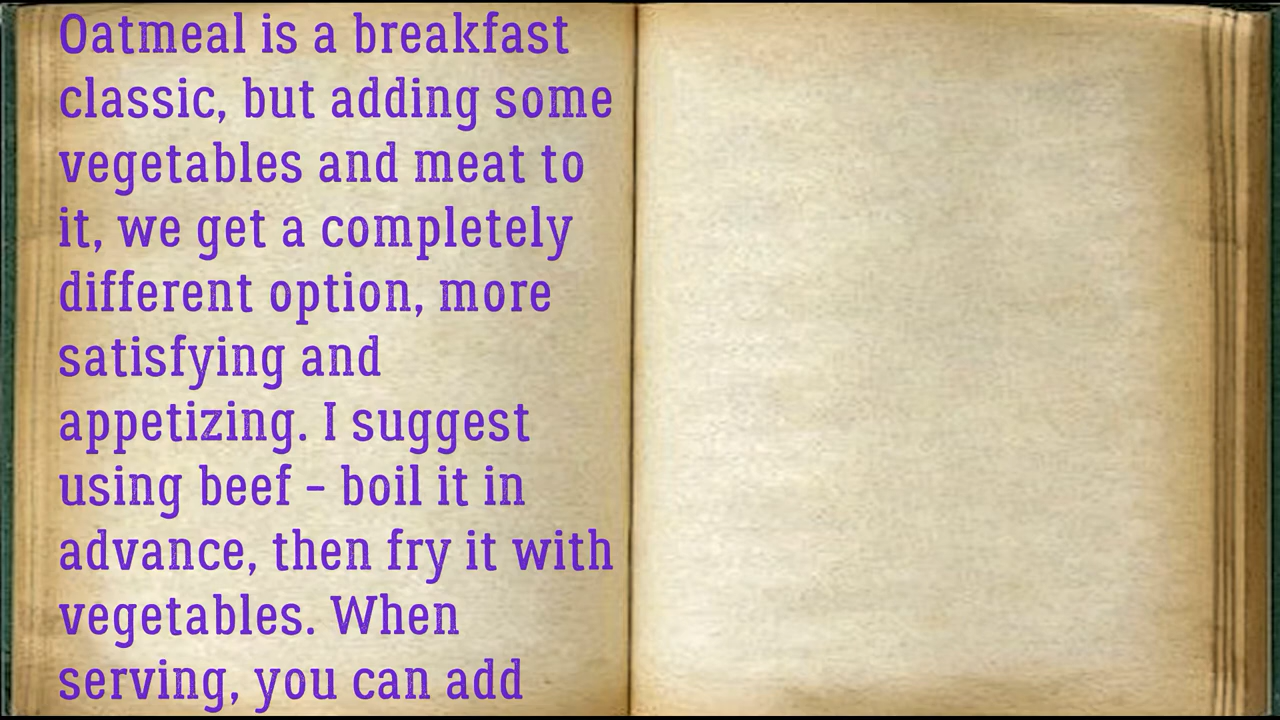 Oatmeal is a breakfast
classic, but adding some
vegetables and meat to
it, we get a completely
different option, more
satisfying and
appetizing. I suggest
using beef – boil it in
advance, then fry it with
vegetables. When
serving, you can add